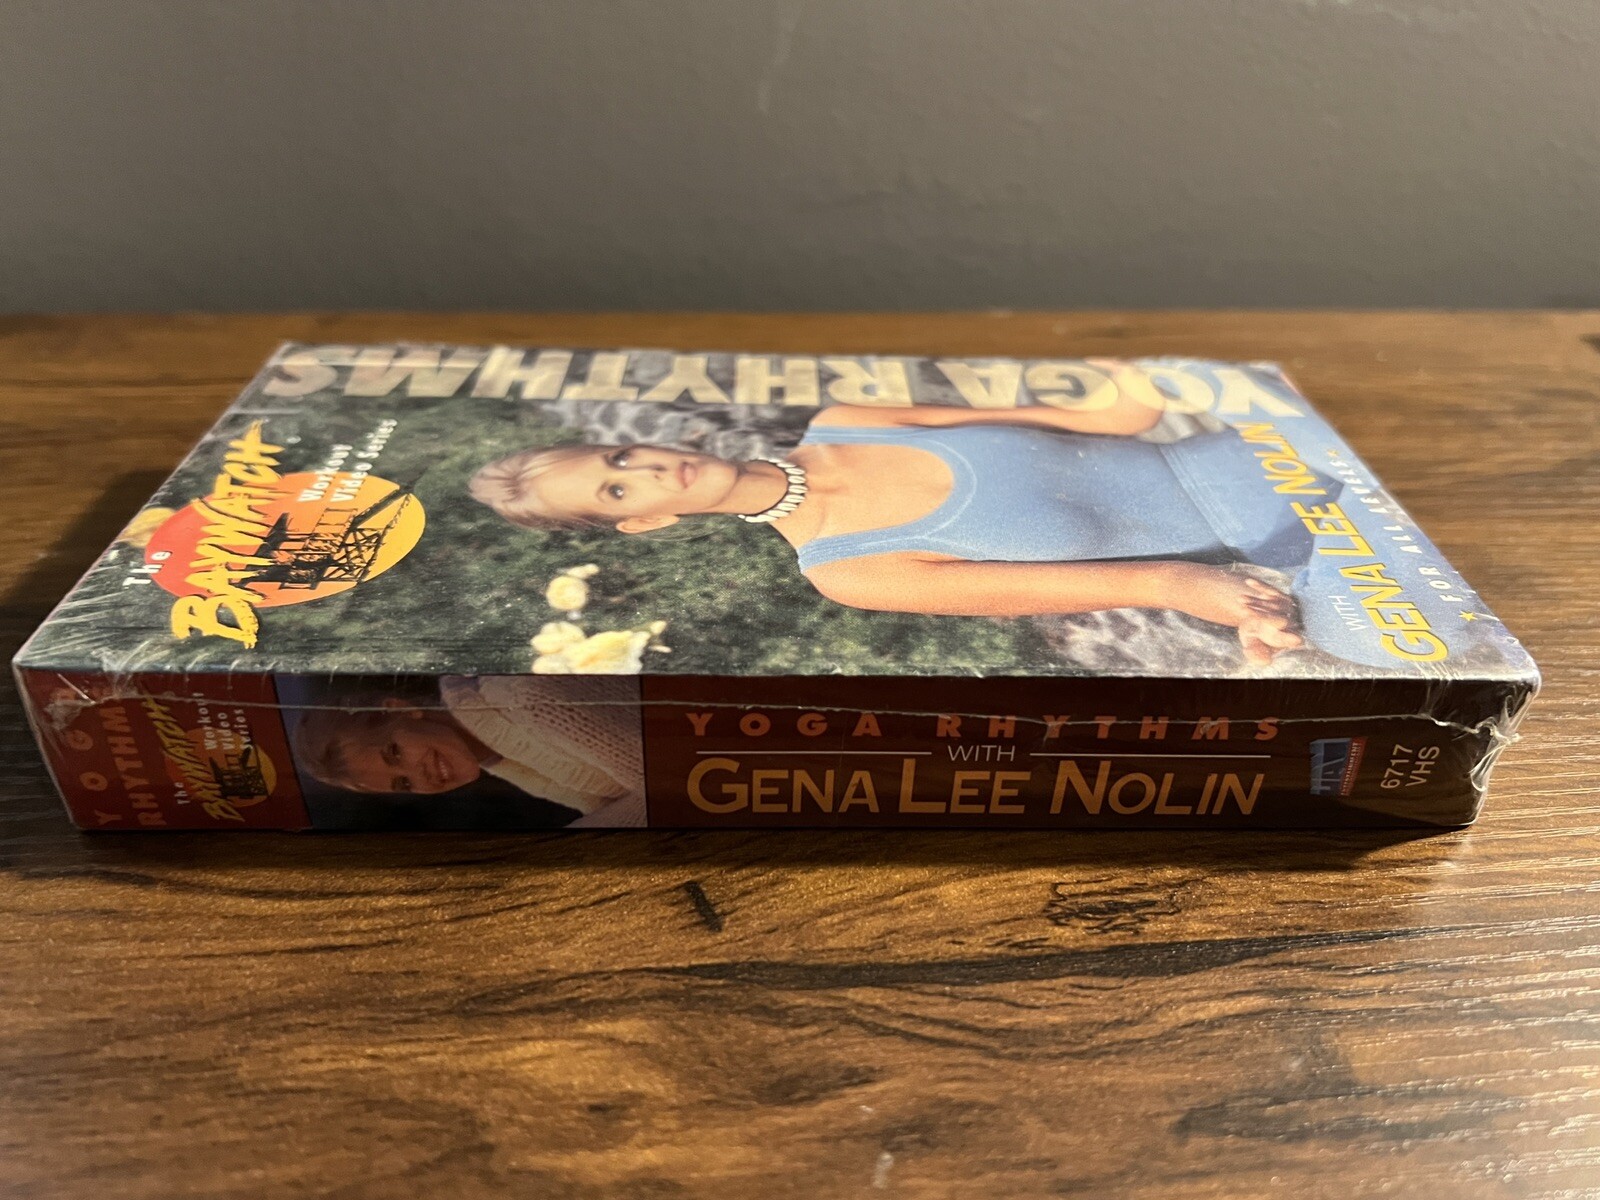 The
BAYWATCH
Workout
Video Series
YOGA RHYTHMS
WITH
GENA LEE NOLIN
FOR ALL LEVELS
YOGA
RHYTHMS
The
BAYWATCH
Workout
Video
Series
YOGA RHYTHMS
WITH
GENA LEE NOLIN
6717
VHS